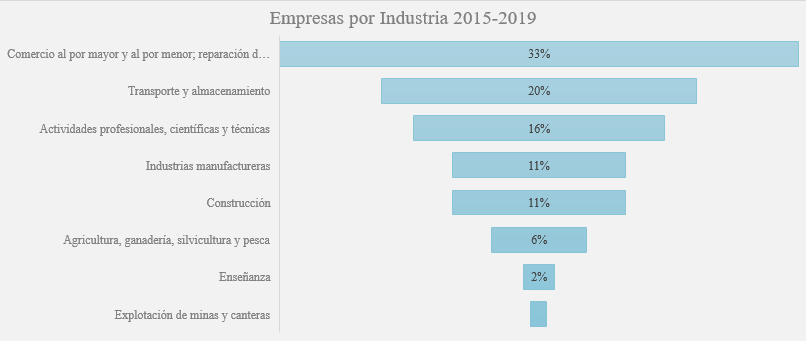 Empresas por Industria 2015-2019
Comercio al por mayor y al por menor; reparación d... 33%
Transporte y almacenamiento 20%
Actividades profesionales, científicas y técnicas 16%
Industrias manufactureras 11%
Construcción 11%
Agricultura, ganadería, silvicultura y pesca 6%
Enseñanza 2%
Explotación de minas y canteras